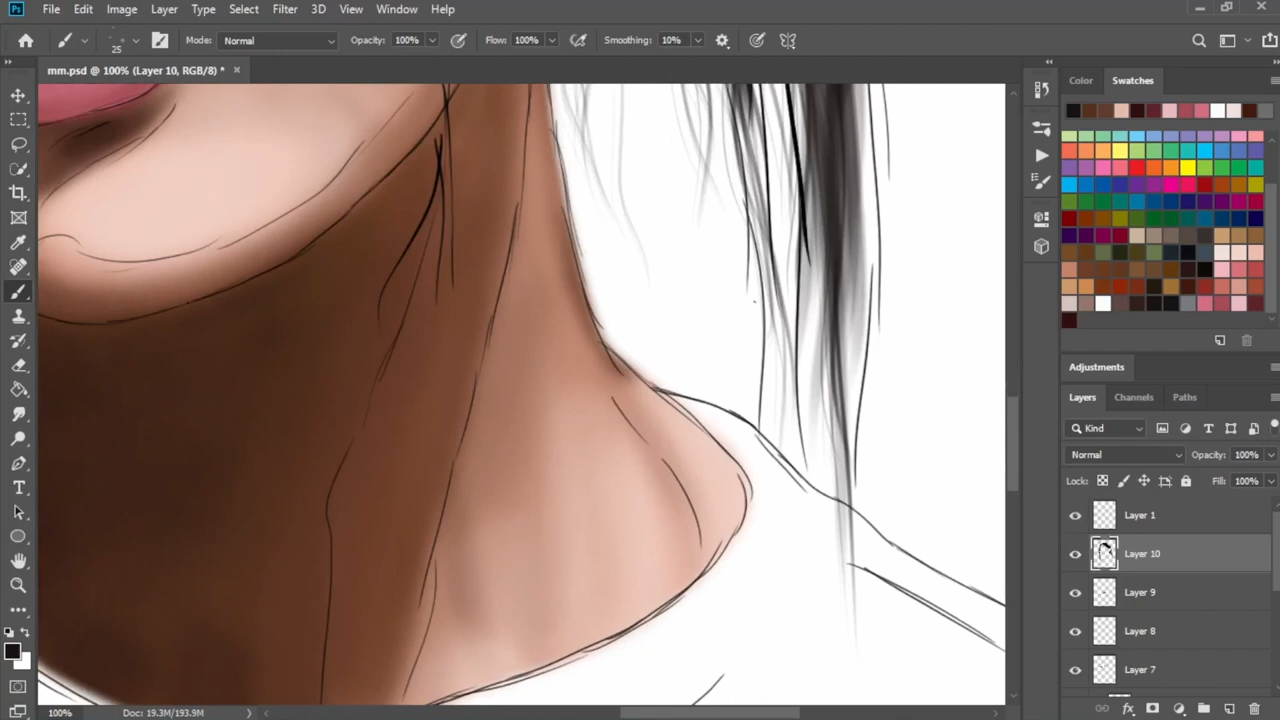 Ps File Edit Image Layer Type Select Filter 3D View Window Help
25 Mode: Normal Opacity: 100% Flow: 100% Smoothing: 10%
mm.psd @ 100% (Layer 10, RGB/8) * ×
Color Swatches
Adjustments
Layers Channels Paths
Kind
Normal Opacity: 100%
Lock: Fill: 100%
Layer 1
Layer 10
Layer 9
Layer 8
Layer 7
100% Doc: 19.3M/193.9M